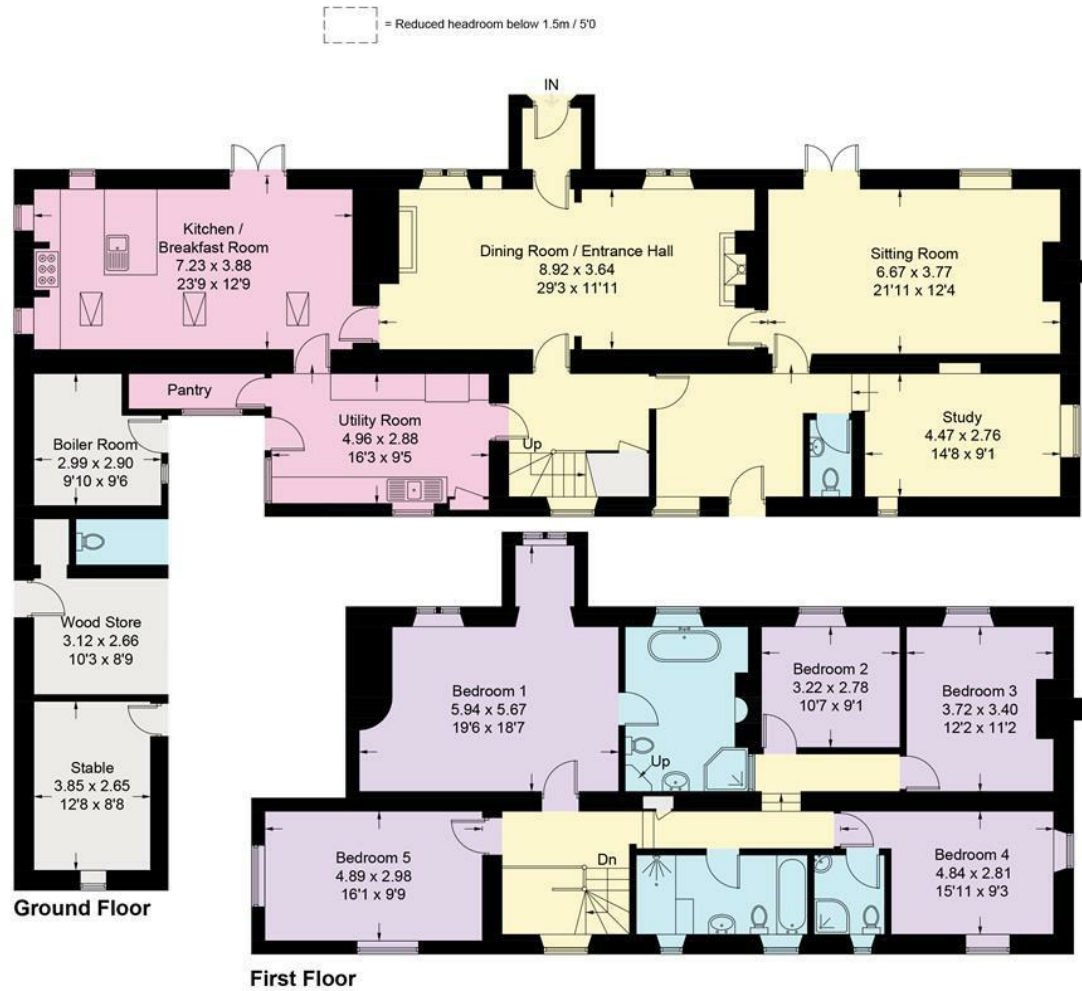 = Reduced headroom below 1.5m / 5'0
IN
Kitchen /
Breakfast Room
7.23 x 3.88
23'9 x 12'9
Dining Room / Entrance Hall
8.92 x 3.64
29'3 x 11'11
Sitting Room
6.67 x 3.77
21'11 x 12'4
Pantry
Utility Room
4.96 x 2.88
16'3 x 9'5
Boiler Room
2.99 x 2.90
9'10 x 9'6
Up
Study
4.47 x 2.76
14'8 x 9'1
Wood Store
3.12 x 2.66
10'3 x 8'9
Stable
3.85 x 2.65
12'8 x 8'8
Ground Floor
Bedroom 1
5.94 x 5.67
19'6 x 18'7
Up
Bedroom 2
3.22 x 2.78
10'7 x 9'1
Bedroom 3
3.72 x 3.40
12'2 x 11'2
Bedroom 5
4.89 x 2.98
16'1 x 9'9
Dn
Bedroom 4
4.84 x 2.81
15'11 x 9'3
First Floor